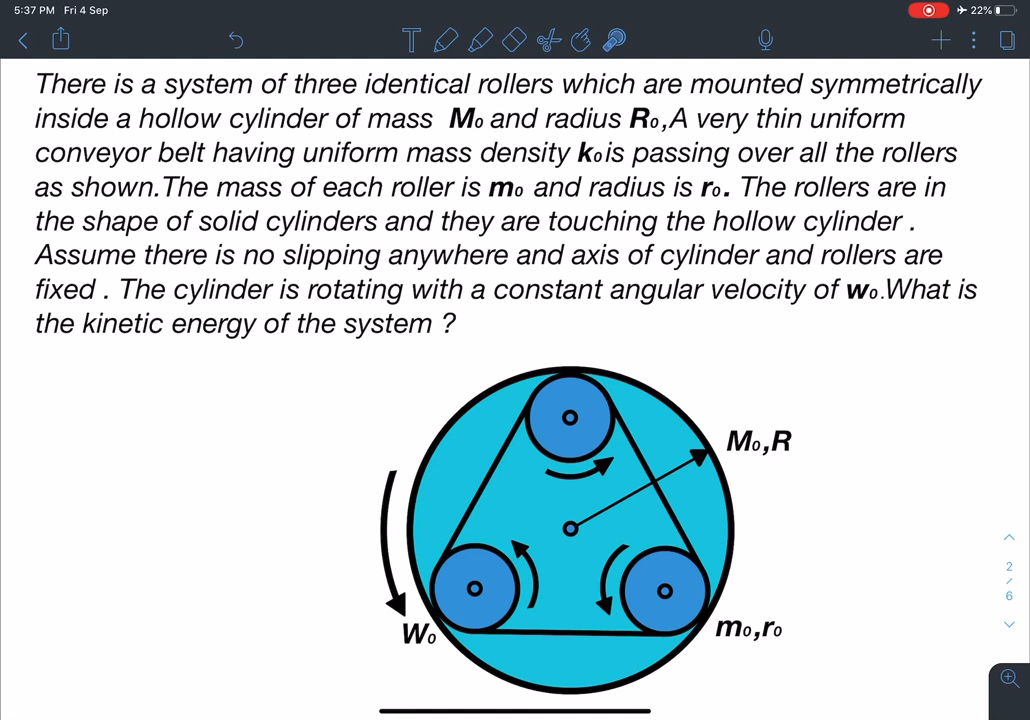 5:37 PM Fri 4 Sep 22%
T
There is a system of three identical rollers which are mounted symmetrically
inside a hollow cylinder of mass M₀ and radius R₀,A very thin uniform
conveyor belt having uniform mass density k₀is passing over all the rollers
as shown.The mass of each roller is m₀ and radius is r₀. The rollers are in
the shape of solid cylinders and they are touching the hollow cylinder .
Assume there is no slipping anywhere and axis of cylinder and rollers are
fixed . The cylinder is rotating with a constant angular velocity of w₀.What is
the kinetic energy of the system ?
M₀,R
W₀
m₀,r₀
2
/
6